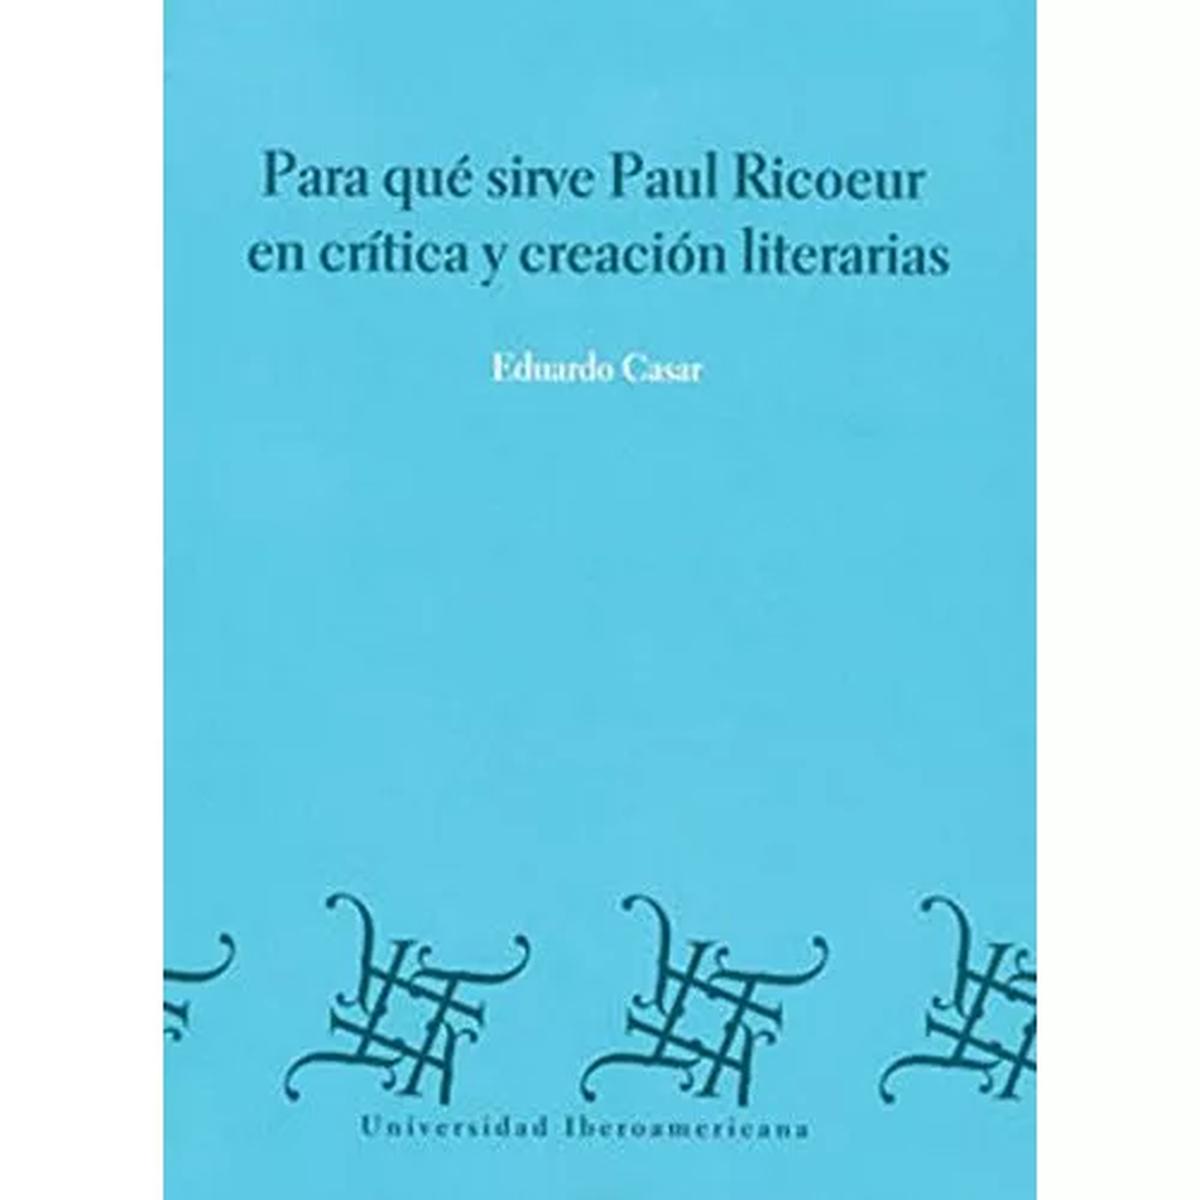 Para qué sirve Paul Ricoeur
en crítica y creación literarias
Eduardo Casar
Universidad Iberoamericana